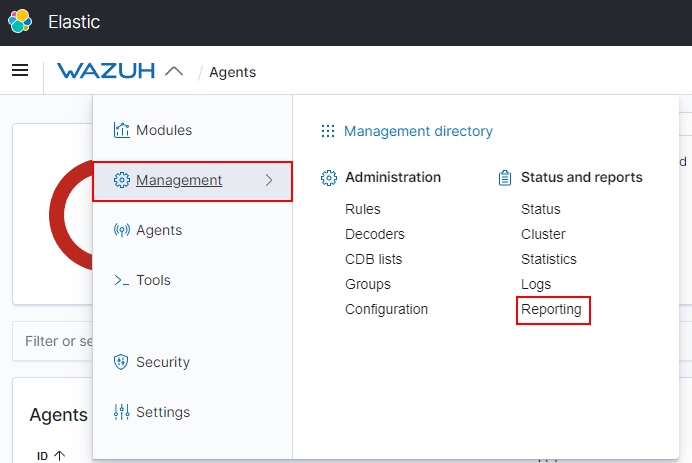 Elastic
WAZUH / Agents
Modules
Management
Agents
Tools
Security
Settings
Management directory
Administration
Rules
Decoders
CDB lists
Groups
Configuration
Status and reports
Status
Cluster
Statistics
Logs
Reporting
d
Filter or se
Agents
ID